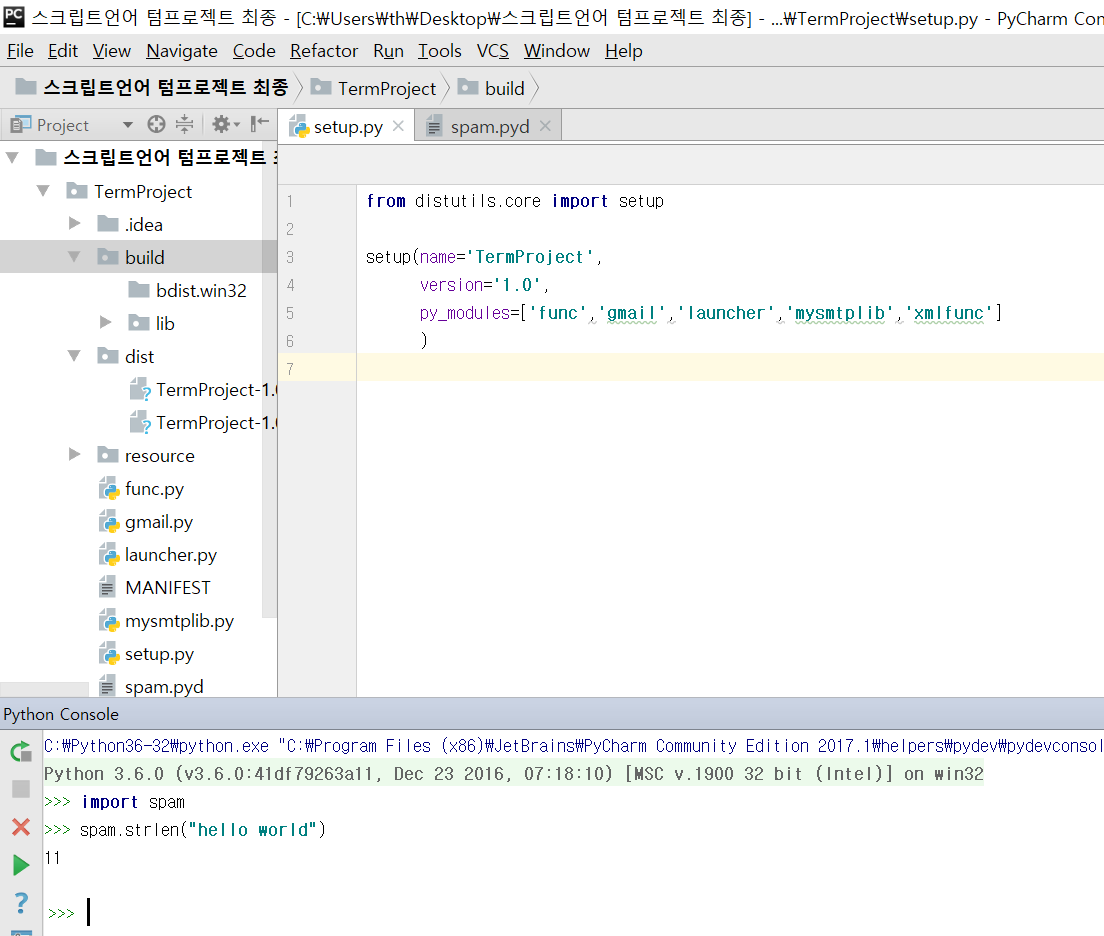 PC 스크립트언어 텀프로젝트 최종 - [C:₩Users₩th₩Desktop₩스크립트언어 텀프로젝트 최종] - ...₩TermProject₩setup.py - PyCharm Con
File Edit View Navigate Code Refactor Run Tools VCS Window Help
스크립트언어 텀프로젝트 최종 TermProject build
Project
setup.py spam.pyd
스크립트언어 텀프로젝트
TermProject
.idea
build
bdist.win32
lib
dist
TermProject-1.0
TermProject-1.0
resource
func.py
gmail.py
launcher.py
MANIFEST
mysmtplib.py
setup.py
spam.pyd
1 from distutils.core import setup
2
3 setup(name='TermProject',
4 version='1.0',
5 py_modules=['func','gmail','launcher','mysmtplib','xmlfunc']
6 )
7
Python Console
C:₩Python36-32₩python.exe "C:₩Program Files (x86)₩JetBrains₩PyCharm Community Edition 2017.1₩helpers₩pydev₩pydevconsol
Python 3.6.0 (v3.6.0:41df79263a11, Dec 23 2016, 07:18:10) [MSC v.1900 32 bit (Intel)] on win32
>>> import spam
>>> spam.strlen("hello world")
11
>>>